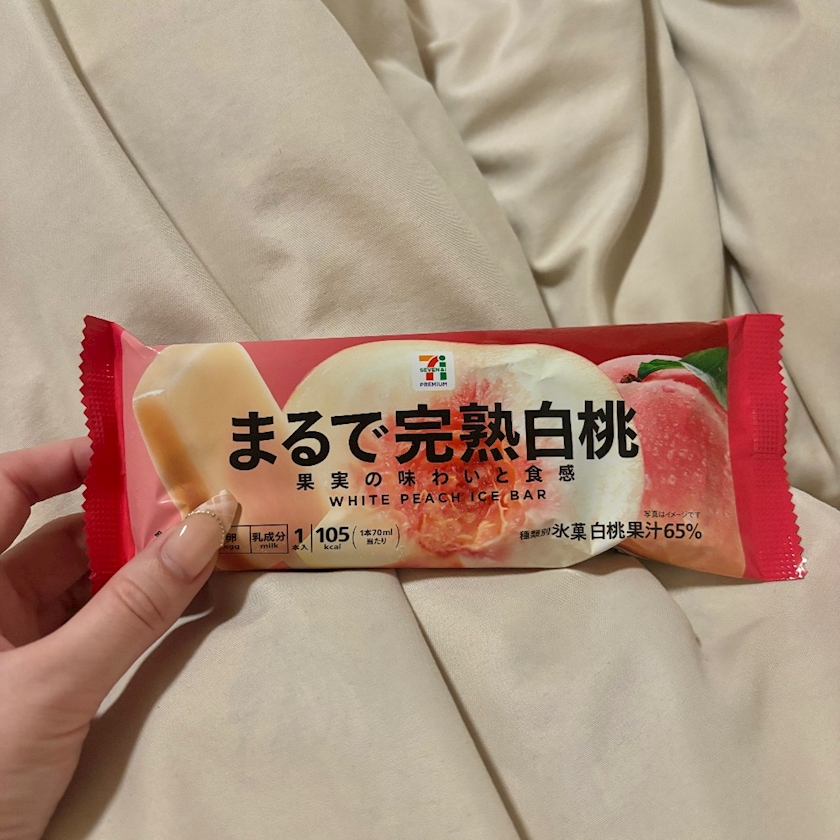 7i
SEVEN&i
PREMIUM
まるで完熟白桃
果実の味わいと食感
WHITE PEACH ICE BAR
写真はイメージです
卵 乳成分 1本入 105kcal (1本70ml当たり)
egg milk
種類別 氷菓 白桃果汁65%